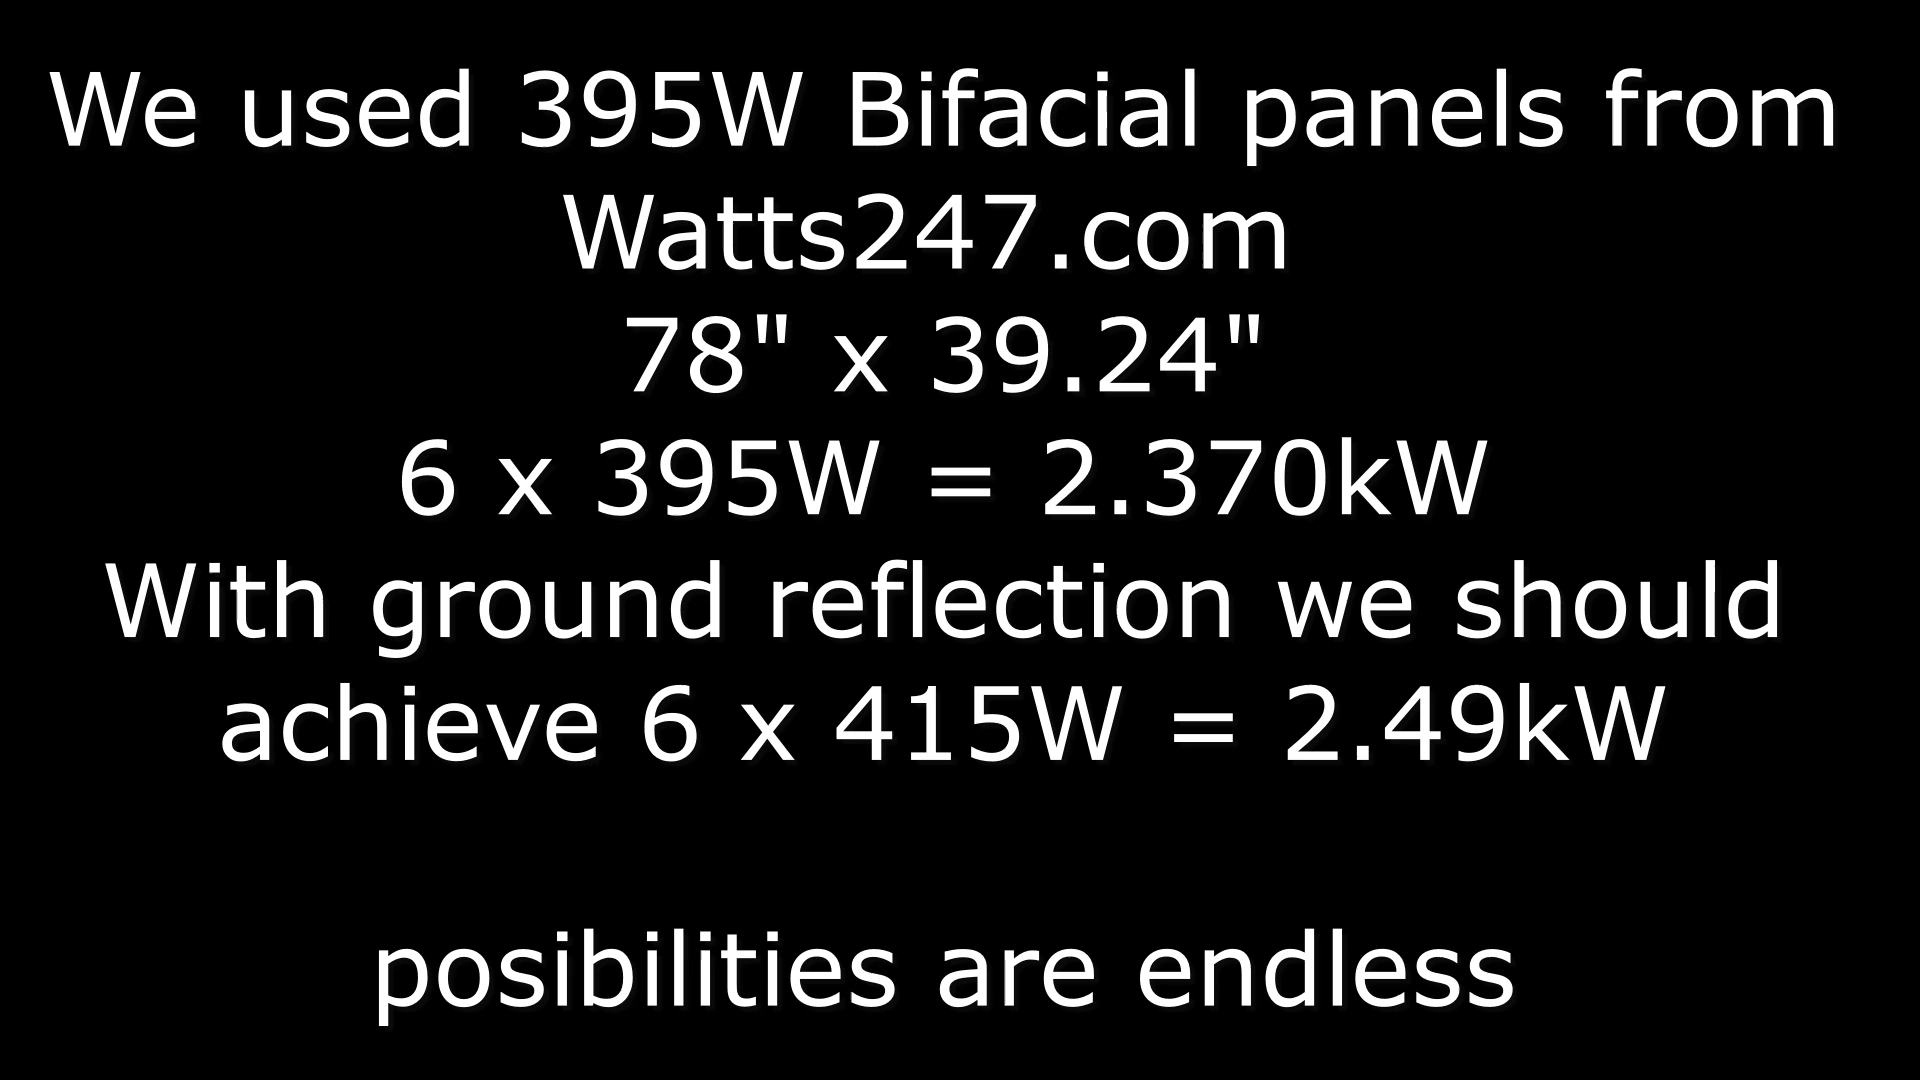 We used 395W Bifacial panels from
Watts247.com
78" x 39.24"
6 x 395W = 2.370kW
With ground reflection we should
achieve 6 x 415W = 2.49kW
posibilities are endless